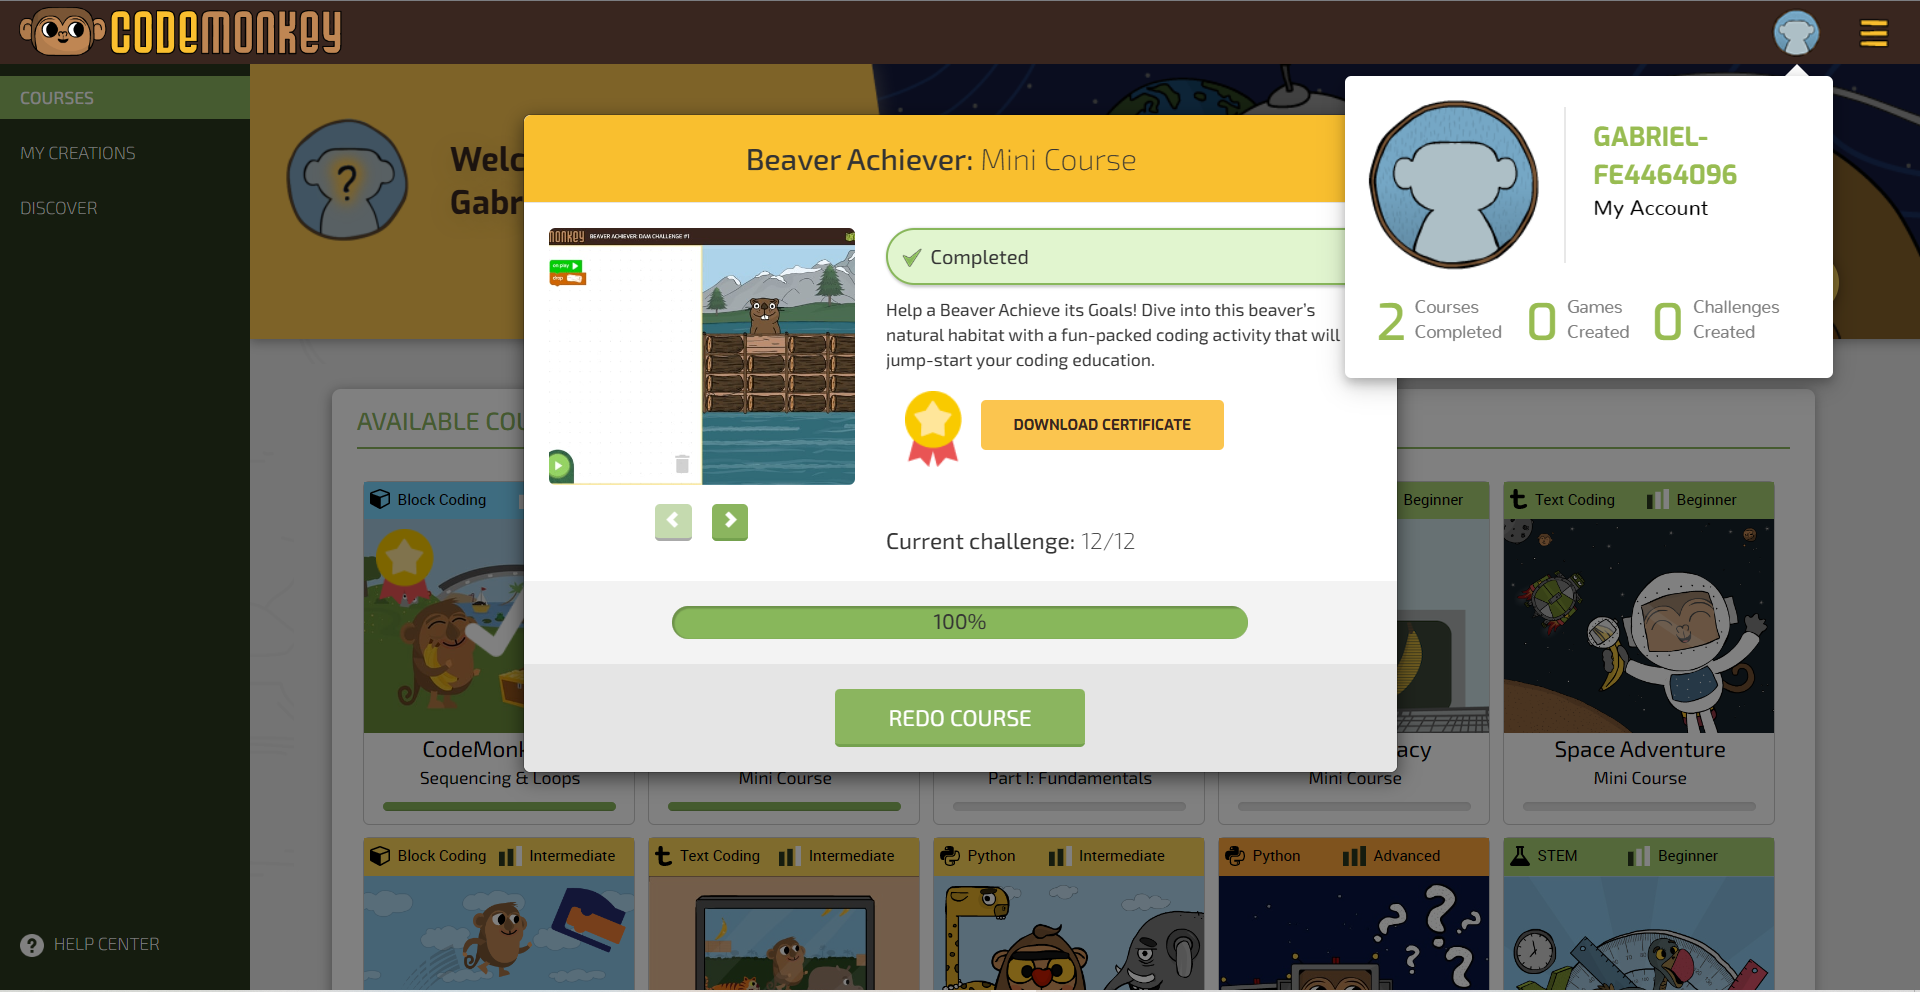 CODEMONKEY
COURSES
MY CREATIONS
DISCOVER
HELP CENTER
Welc
Gabr
GABRIEL-
FE4464096
My Account
2 Courses Completed
0 Games Created
0 Challenges Created
Beaver Achiever: Mini Course
monkey BEAVER ACHIEVER: DAM CHALLENGE #1
on play
drop
Completed
Help a Beaver Achieve its Goals! Dive into this beaver's
natural habitat with a fun-packed coding activity that will
jump-start your coding education.
DOWNLOAD CERTIFICATE
Current challenge: 12/12
100%
REDO COURSE
AVAILABLE COU
Block Coding
Beginner
Text Coding Beginner
CodeMonk
Sequencing & Loops
Mini Course
Part I: Fundamentals
acy
Mini Course
Space Adventure
Mini Course
Block Coding Intermediate
Text Coding Intermediate
Python Intermediate
Python Advanced
STEM Beginner